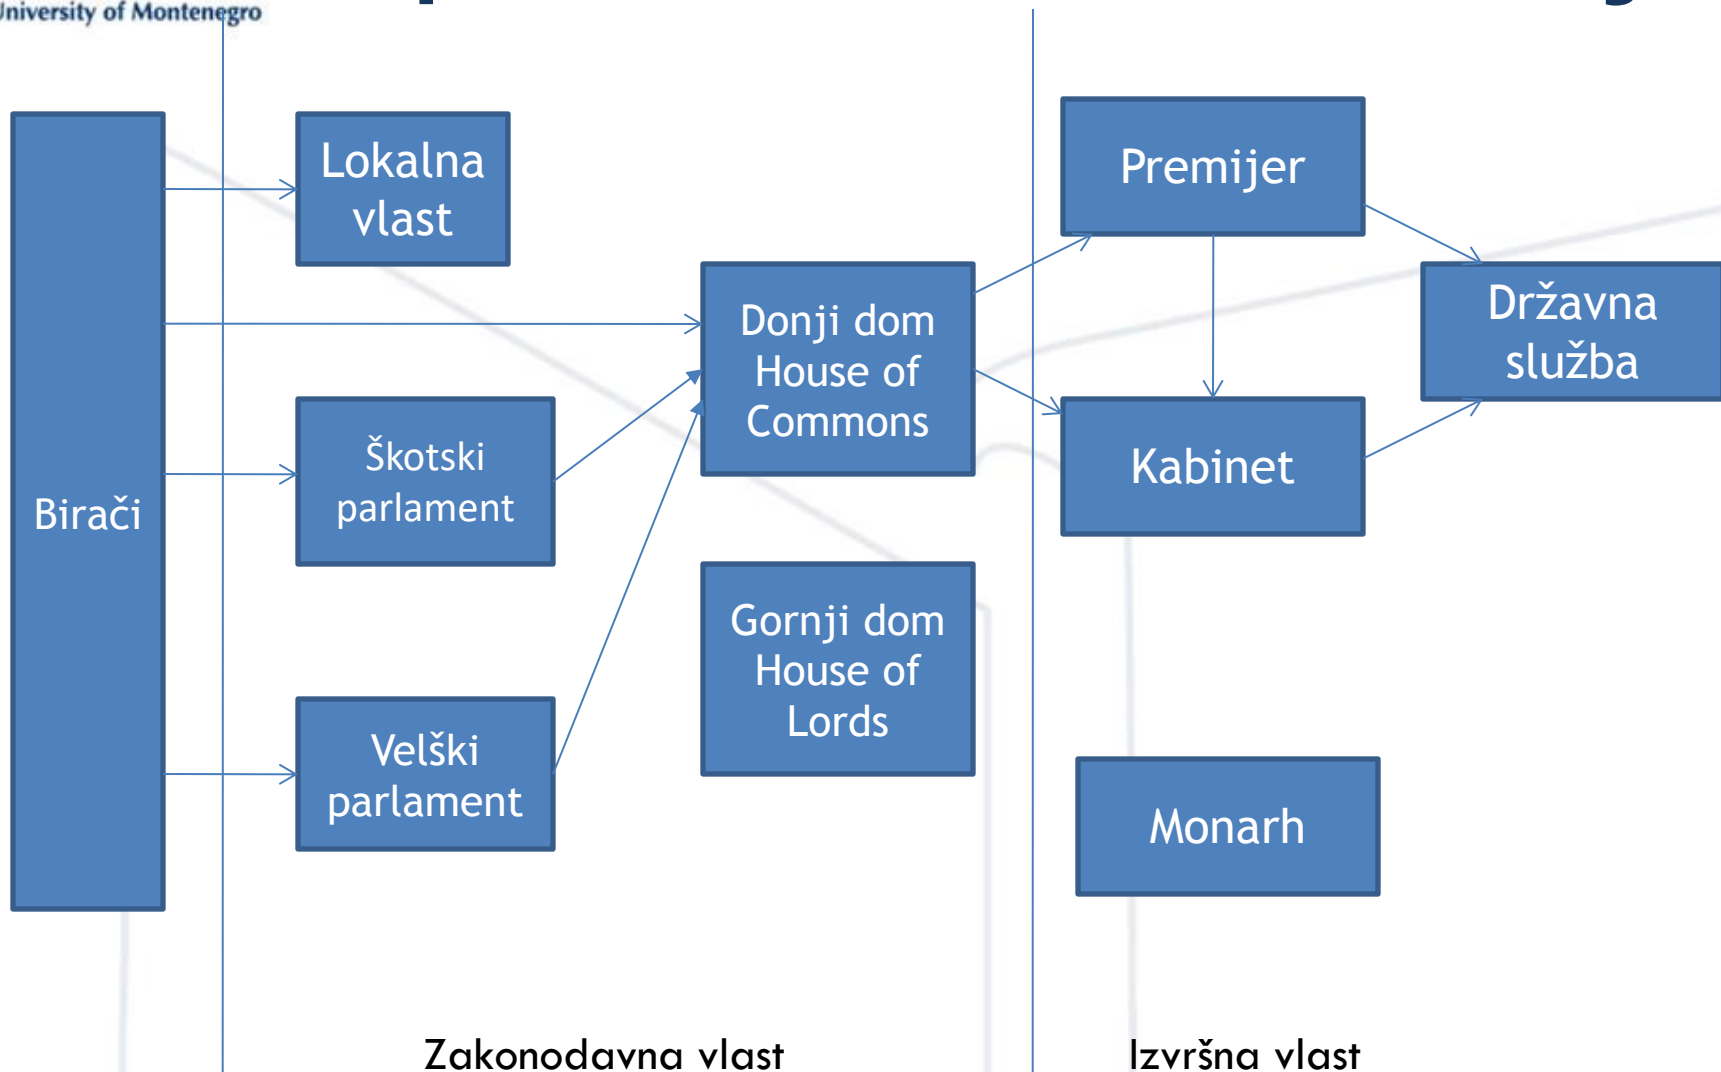 University of Montenegro
Lokalna
vlast
Premijer
Donji dom
House of
Commons
Državna
služba
Škotski
parlament
Kabinet
Birači
Gornji dom
House of
Lords
Velški
parlament
Monarh
Zakonodavna vlast
Izvršna vlast